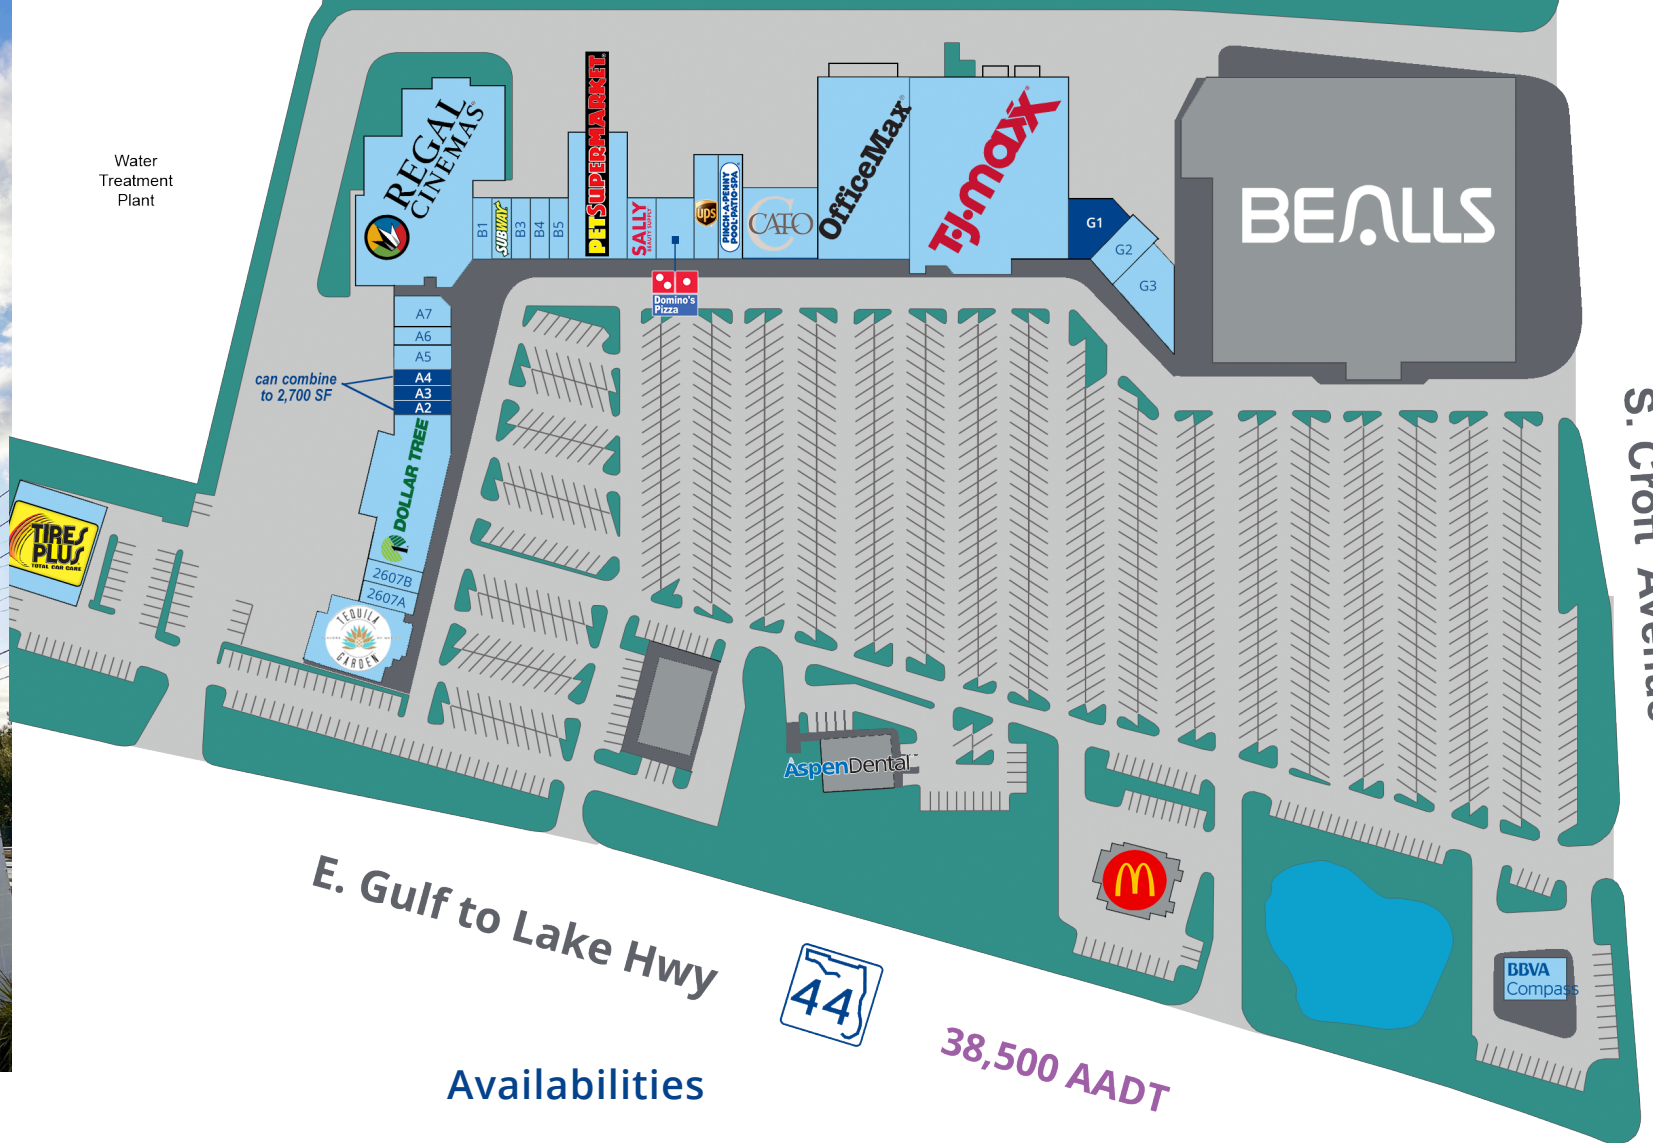 Water
Treatment
Plant
REGAL
CINEMAS
B1
SUBWAY
B3
B4
B5
PETSUPERMARKET
SALLY
BEAUTY SUPPLY
Domino's
Pizza
ups
PINCH·A·PENNY
POOL·PATIO·SPA
CATO
OfficeMax
T·J·maxx
G1
G2
G3
BEALLS
A7
A6
A5
A4
A3
A2
can combine
to 2,700 SF
DOLLAR TREE
2607B
2607A
TEQUILA
GARDEN
TIRES
PLUS
TOTAL CAR CARE
AspenDental
BBVA
Compass
S. Croft Avenue
E. Gulf to Lake Hwy
44
38,500 AADT
Availabilities